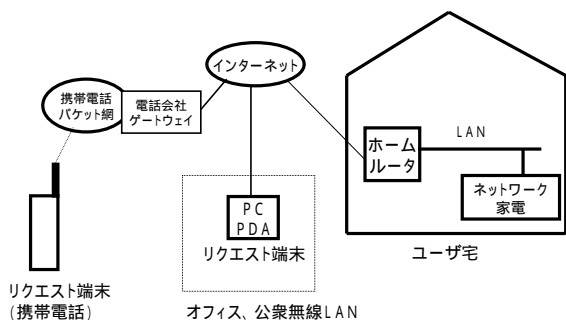 インターネット
携帯電話
パケット網
電話会社
ゲートウェイ
ホーム
ルータ
LAN
ネットワーク
家電
PC
PDA
リクエスト端末
ユーザ宅
リクエスト端末
(携帯電話)
オフィス、公衆無線LAN